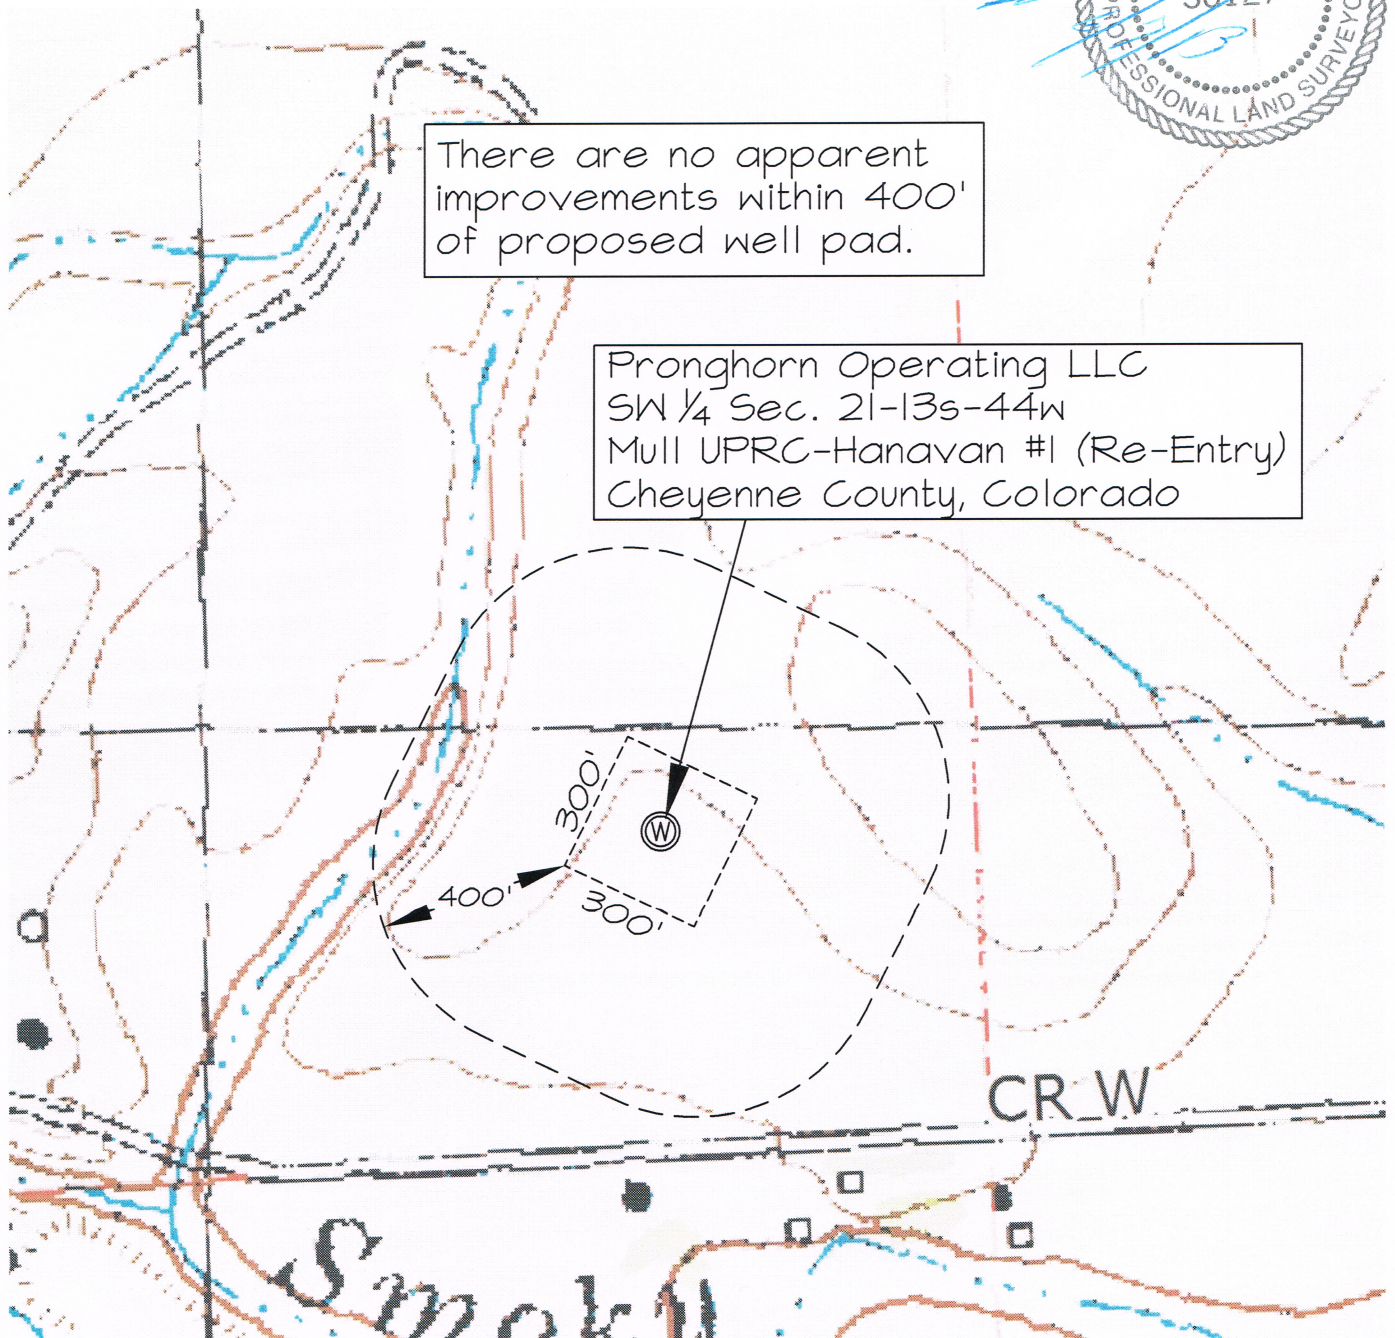 PROFESSIONAL LAND SURVEYO
There are no apparent
improvements within 400'
of proposed well pad.
Pronghorn Operating LLC
SW ¼ Sec. 21-13s-44w
Mull UPRC-Hanavan #1 (Re-Entry)
Cheyenne County, Colorado
300'
W
400'
300'
CR W
Smok